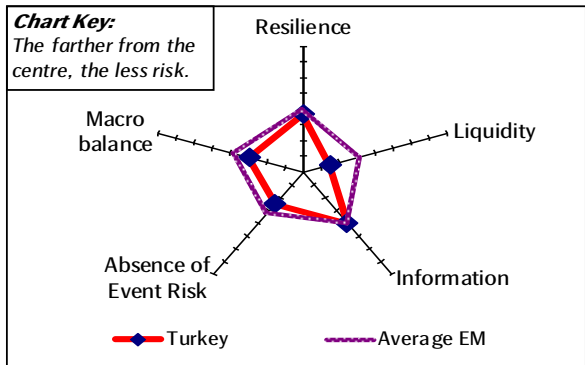 Chart Key:
The farther from the
centre, the less risk.
Resilience
Macro
balance
Liquidity
Absence of
Event Risk
Information
Turkey
Average EM